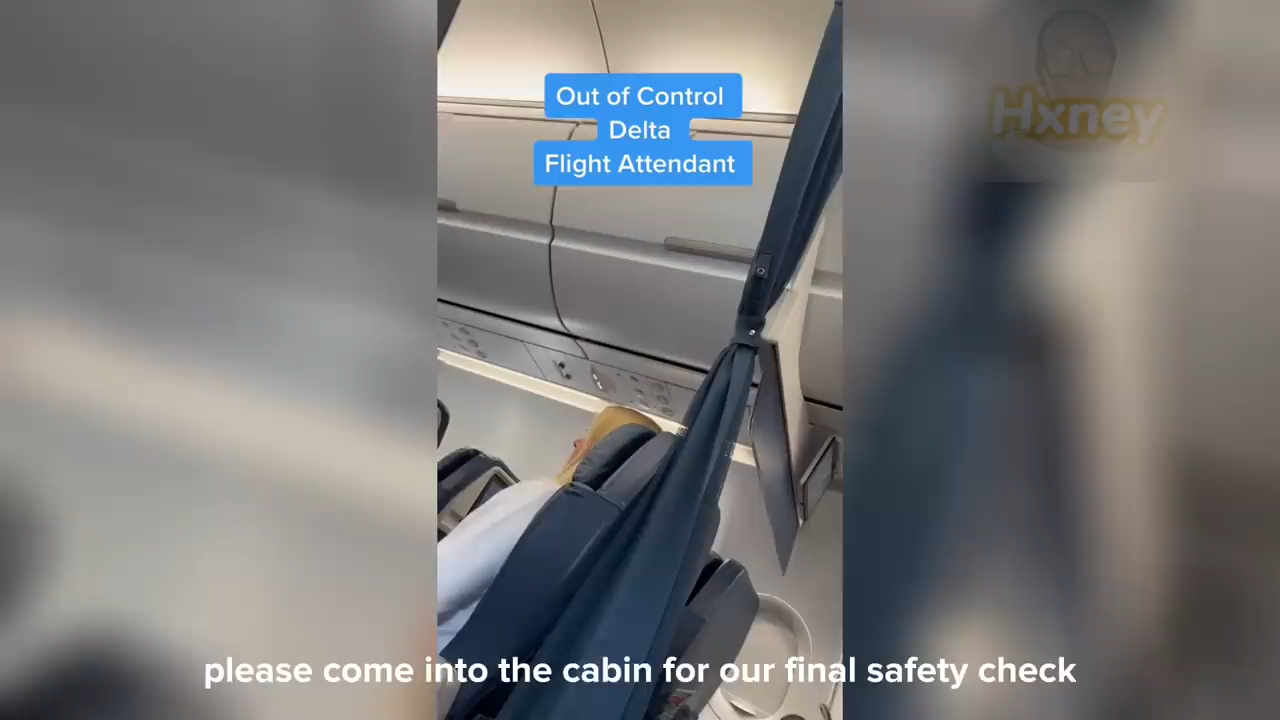 Out of Control
Delta
Flight Attendant
Hxney
please come into the cabin for our final safety check